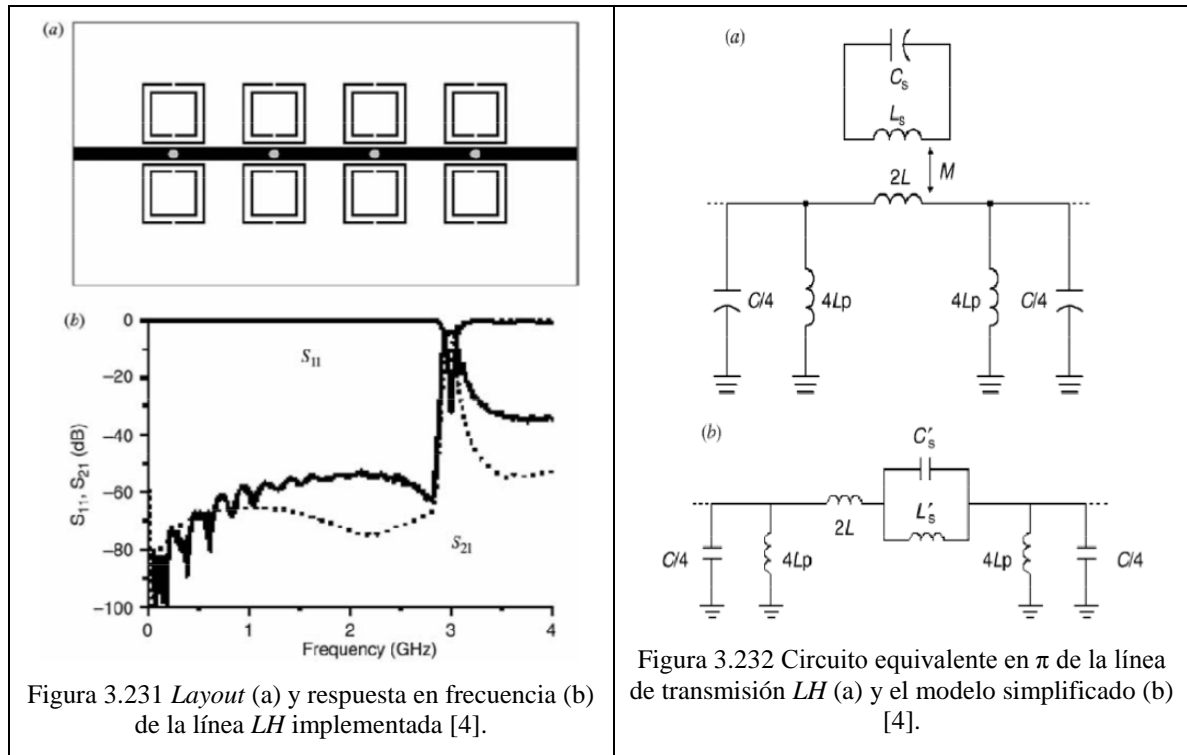 (a)
(b)
0
−20
−40
−60
−80
−100
S11, S21 (dB)
S11
S21
0
1
2
3
4
Frequency (GHz)
Figura 3.231 Layout (a) y respuesta en frecuencia (b)
de la línea LH implementada [4].
(a)
Cs
Ls
M
2L
C/4
4Lp
4Lp
C/4
(b)
C's
2L
L's
C/4
4Lp
4Lp
C/4
Figura 3.232 Circuito equivalente en π de la línea
de transmisión LH (a) y el modelo simplificado (b)
[4].